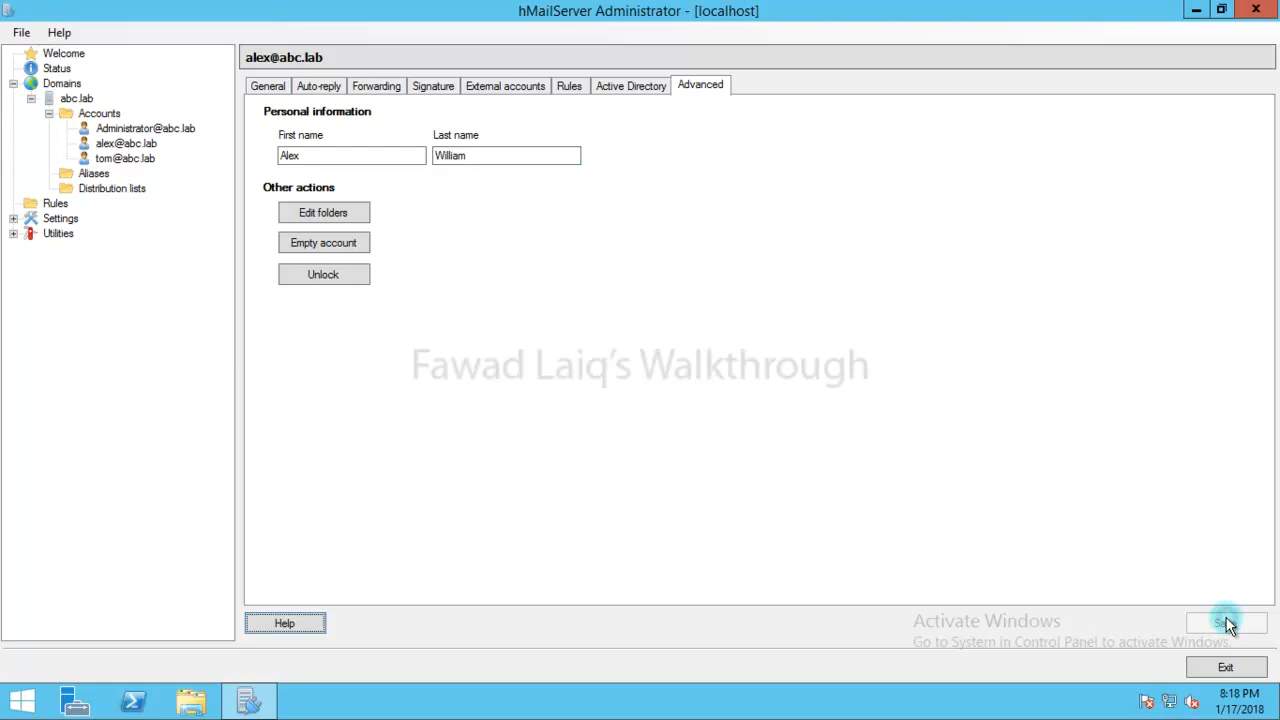 hMailServer Administrator - [localhost]
File Help
Welcome
Status
Domains
abc.lab
Accounts
Administrator@abc.lab
alex@abc.lab
tom@abc.lab
Aliases
Distribution lists
Rules
Settings
Utilities
alex@abc.lab
General Auto-reply Forwarding Signature External accounts Rules Active Directory Advanced
Personal information
First name Last name
Alex William
Other actions
Edit folders
Empty account
Unlock
Fawad Laiq's Walkthrough
Help
Activate Windows
Go to System in Control Panel to activate Windows.
Exit
8:18 PM
1/17/2018